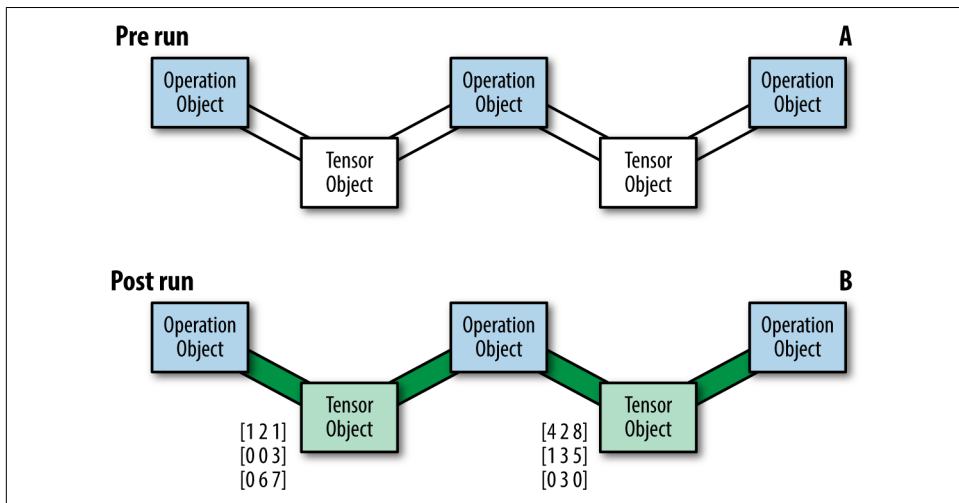 Pre run
A
Operation
Object
Operation
Object
Operation
Object
Tensor
Object
Tensor
Object
Post run
B
Operation
Object
Operation
Object
Operation
Object
Tensor
Object
Tensor
Object
[1 2 1]
[0 0 3]
[0 6 7]
[4 2 8]
[1 3 5]
[0 3 0]